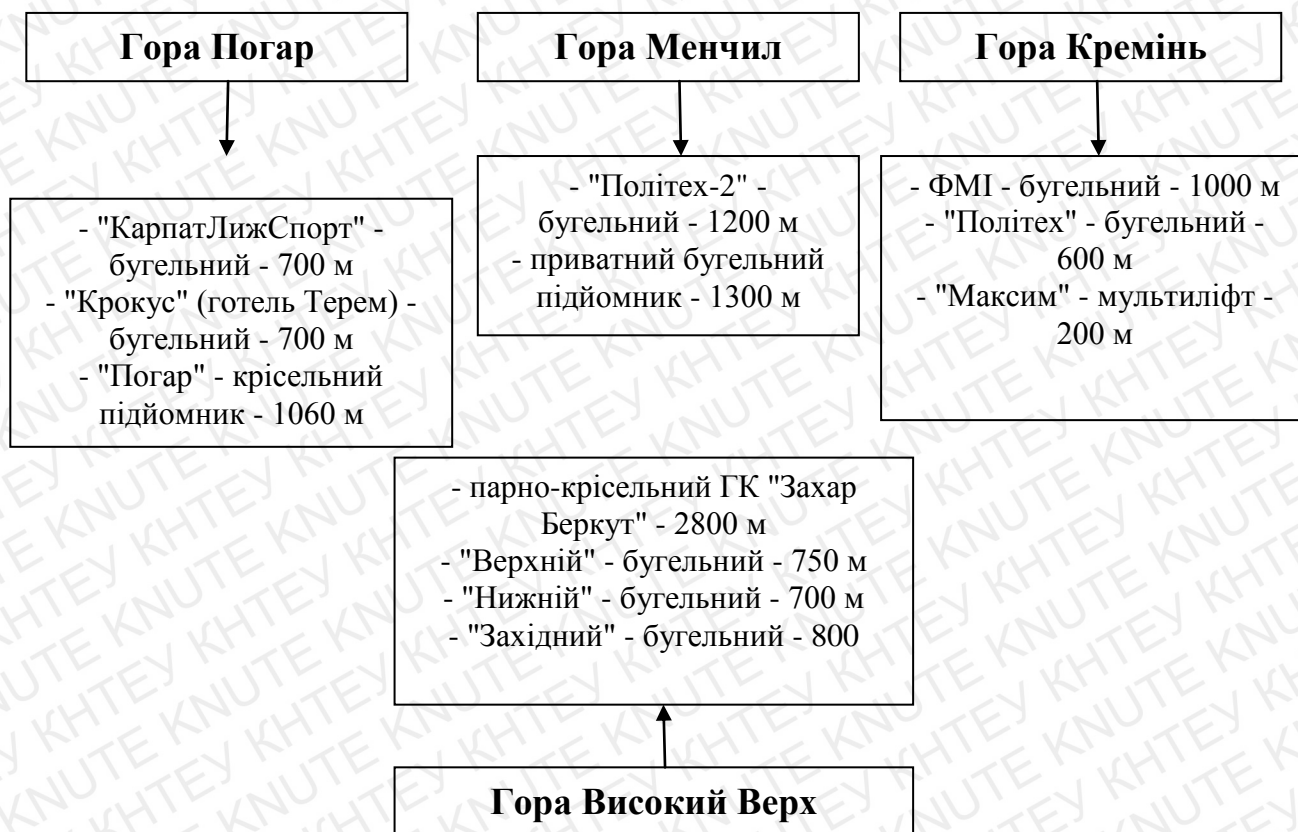 Гора Погар
Гора Менчил
Гора Кремінь
- "КарпатЛижСпорт" -
бугельний - 700 м
- "Крокус" (готель Терем) -
бугельний - 700 м
- "Погар" - крісельний
підйомник - 1060 м
- "Політех-2" -
бугельний - 1200 м
- приватний бугельний
підйомник - 1300 м
- ФМІ - бугельний - 1000 м
- "Політех" - бугельний -
600 м
- "Максим" - мультиліфт -
200 м
- парно-крісельний ГК "Захар
Беркут" - 2800 м
- "Верхній" - бугельний - 750 м
- "Нижній" - бугельний - 700 м
- "Західний" - бугельний - 800
Гора Високий Верх